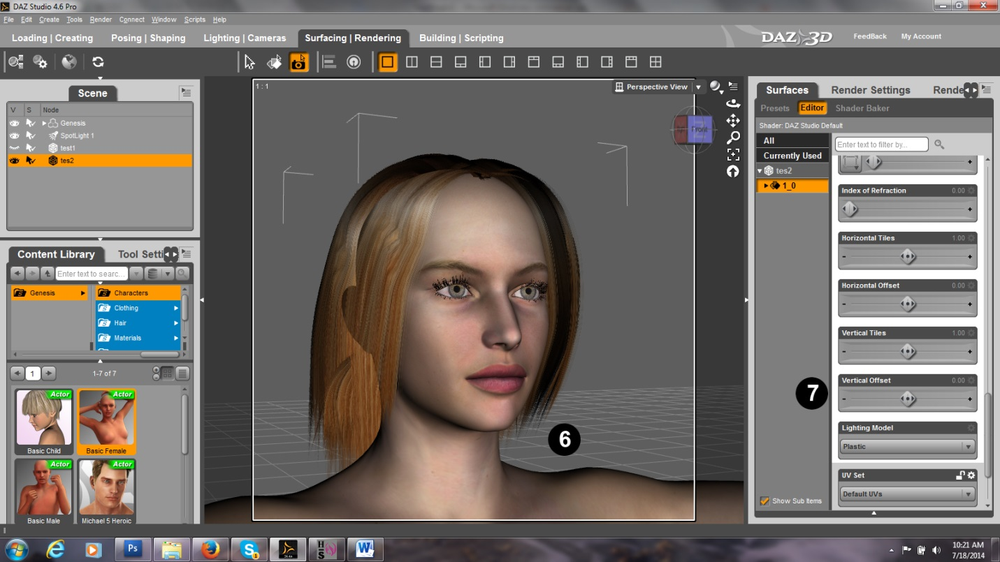 DAZ Studio 4.6 Pro
File Edit Create Tools Render Connect Window Scripts Help
Loading | Creating Posing | Shaping Lighting | Cameras Surfacing | Rendering Building | Scripting
DAZ 3D FeedBack My Account
Scene
V S Node
Genesis
SpotLight 1
test1
tes2
Content Library Tool Setti
Enter text to searc...
Genesis
Characters
Clothing
Hair
Materials
1
1-7 of 7
Actor Actor
Basic Child Basic Female
Actor Actor
Basic Male Michael 5 Heroic
1 : 1
Perspective View
Front
6
7
Surfaces Render Settings Rende
Presets Editor Shader Baker
Shader: DAZ Studio Default
All
Currently Used
tes2
1_0
Show Sub Items
Enter text to filter by...
Index of Refraction 0.00
Horizontal Tiles 1.00
Horizontal Offset 0.00
Vertical Tiles 1.00
Vertical Offset 0.00
Lighting Model
Plastic
UV Set
Default UVs
Ps
W
10:21 AM
7/18/2014